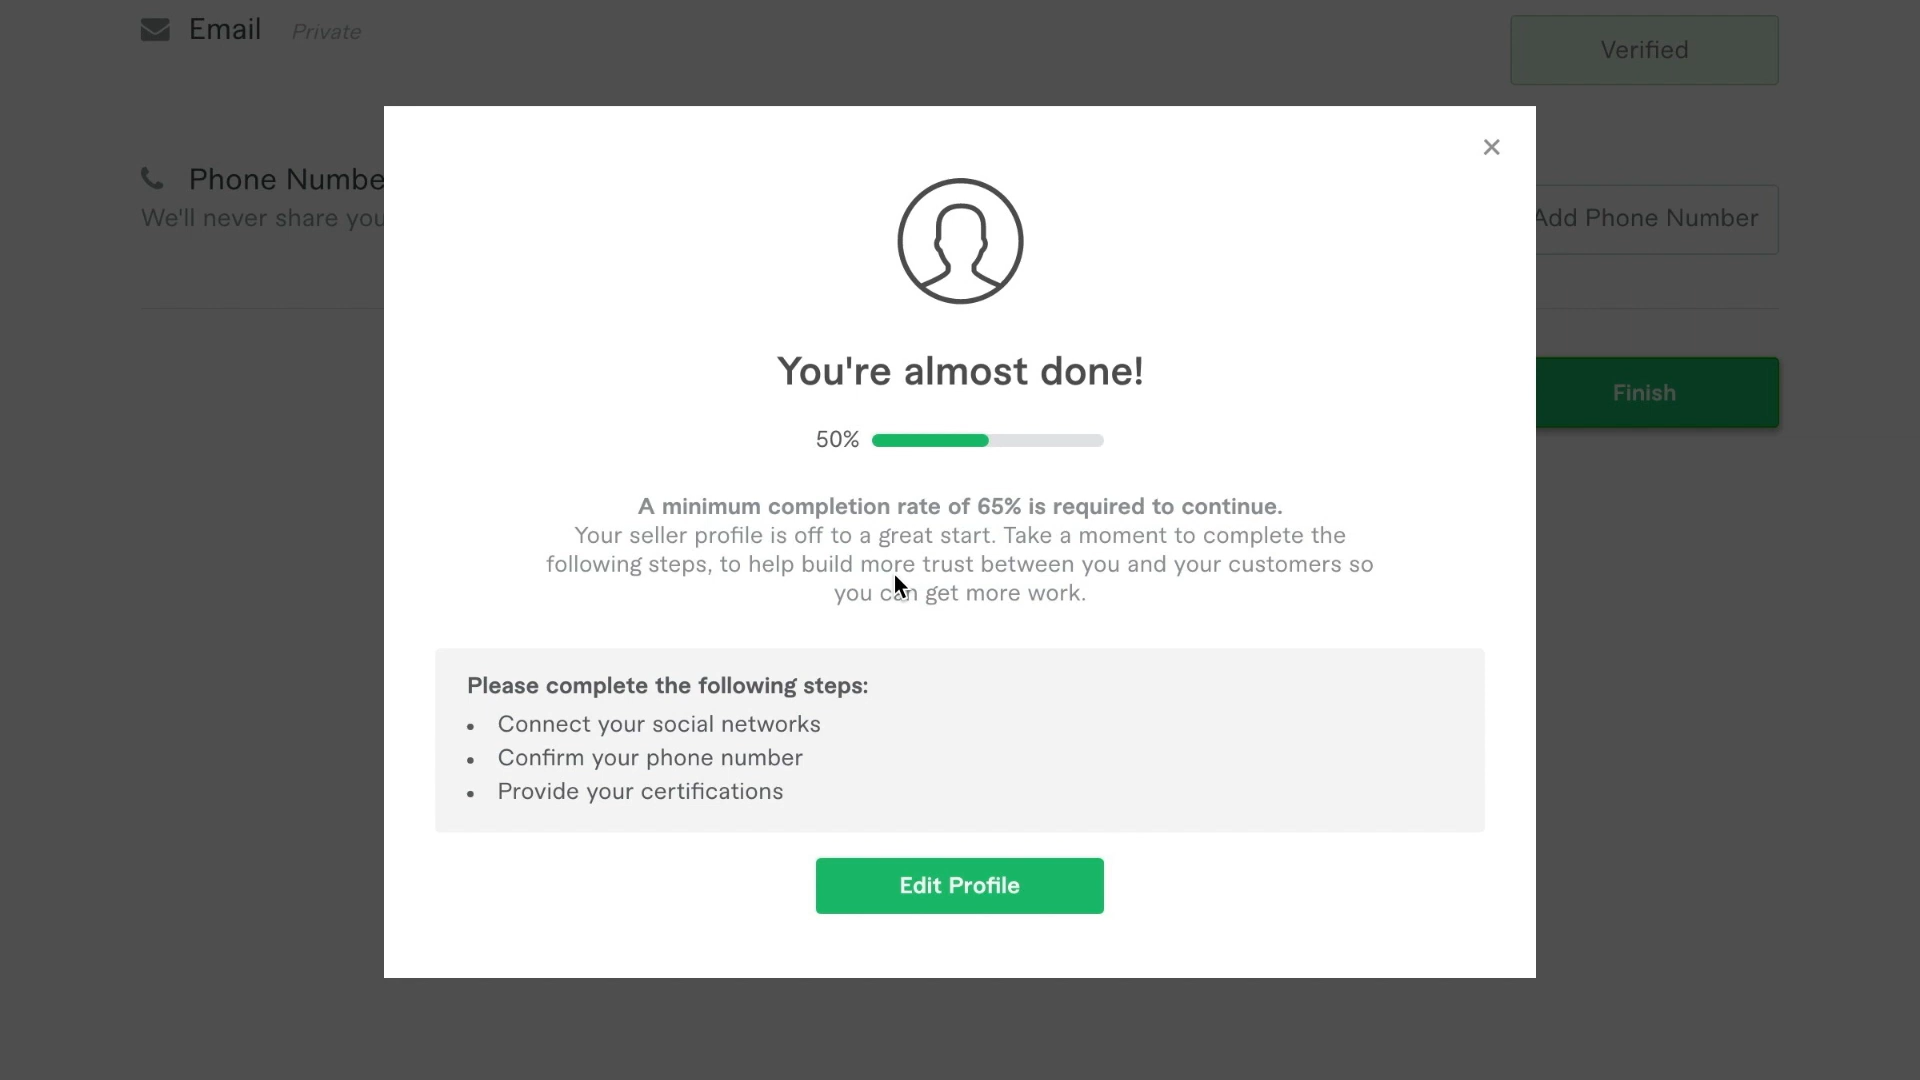 Email Private
Verified
Phone Numbe
We'll never share you
Add Phone Number
Finish
You're almost done!
50%
A minimum completion rate of 65% is required to continue.
Your seller profile is off to a great start. Take a moment to complete the
following steps, to help build more trust between you and your customers so
you can get more work.
Please complete the following steps:
• Connect your social networks
• Confirm your phone number
• Provide your certifications
Edit Profile